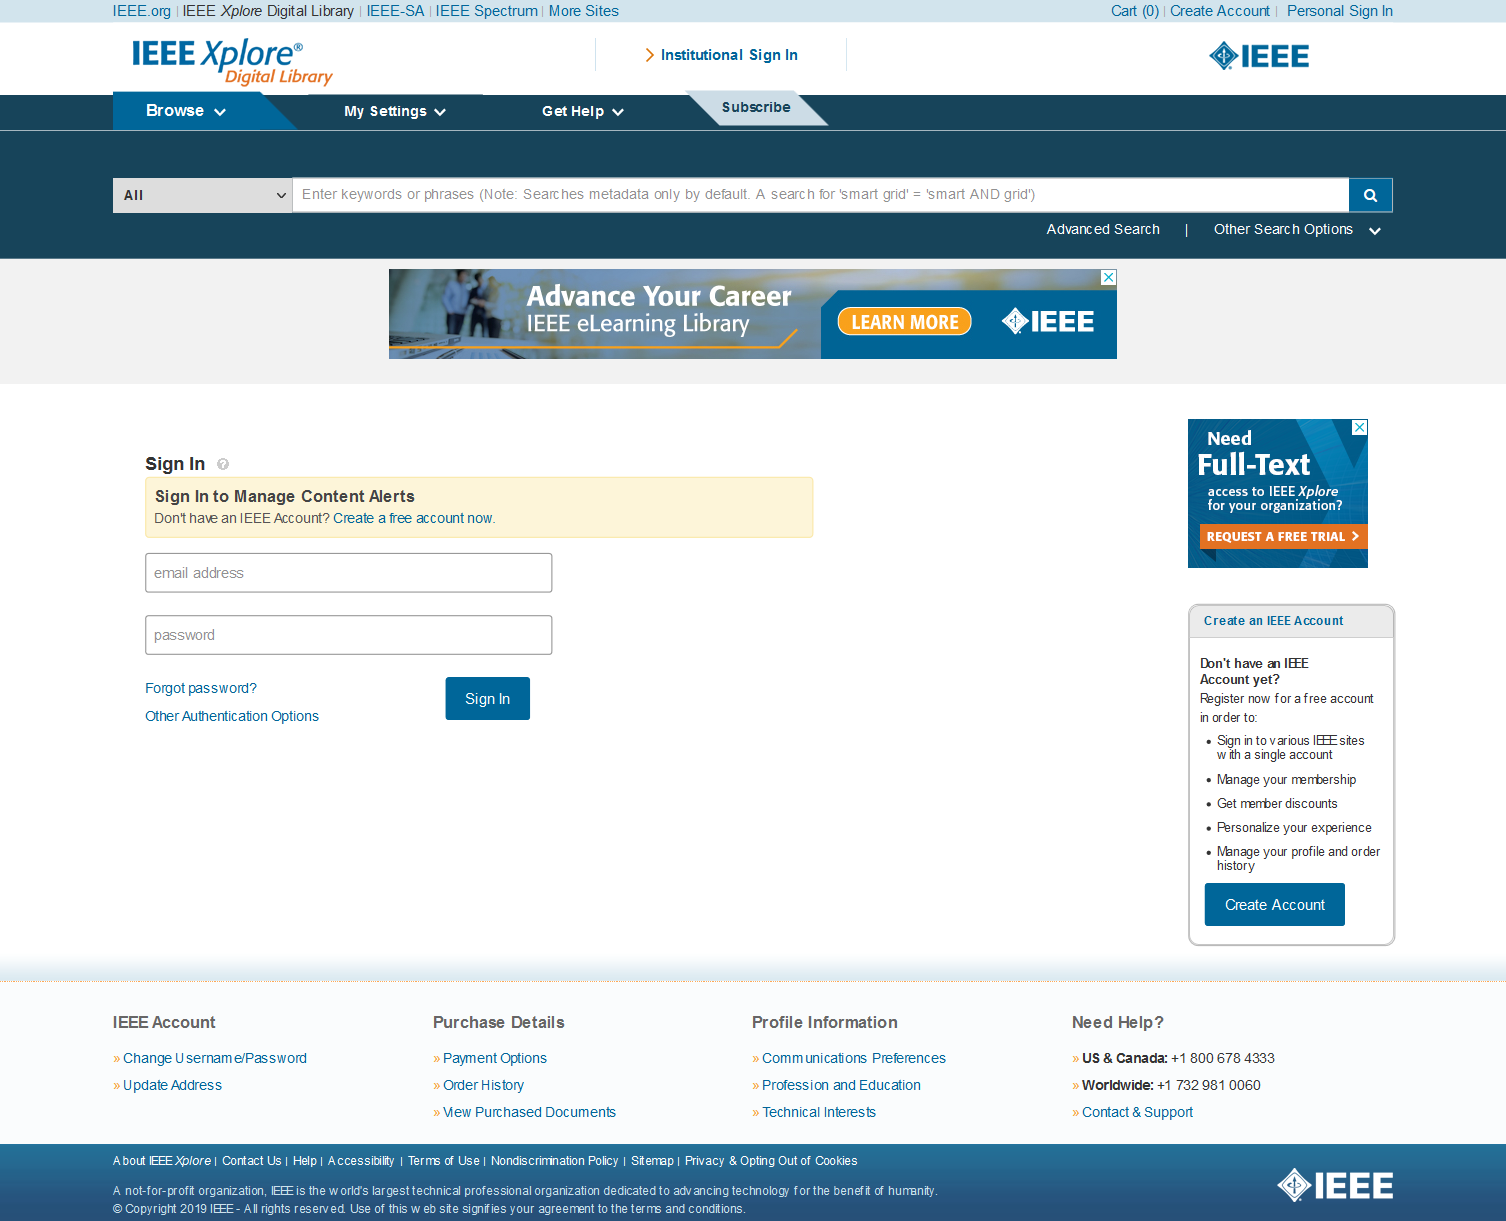 IEEE.org | IEEE Xplore Digital Library | IEEE-SA | IEEE Spectrum | More Sites
Cart (0) | Create Account | Personal Sign In
IEEE Xplore®
Digital Library
Institutional Sign In
IEEE
Browse
My Settings
Get Help
Subscribe
All
Enter keywords or phrases (Note: Searches metadata only by default. A search for 'smart grid' = 'smart AND grid')
Advanced Search | Other Search Options
Advance Your Career
IEEE eLearning Library
LEARN MORE
IEEE
Need
Full-Text
access to IEEE Xplore
for your organization?
REQUEST A FREE TRIAL >
Sign In ?
Sign In to Manage Content Alerts
Don't have an IEEE Account? Create a free account now.
email address
password
Forgot password?
Other Authentication Options
Sign In
Create an IEEE Account
Don't have an IEEE
Account yet?
Register now for a free account
in order to:
• Sign in to various IEEE sites
with a single account
• Manage your membership
• Get member discounts
• Personalize your experience
• Manage your profile and order
history
Create Account
IEEE Account
» Change Username/Password
» Update Address
Purchase Details
» Payment Options
» Order History
» View Purchased Documents
Profile Information
» Communications Preferences
» Profession and Education
» Technical Interests
Need Help?
» US & Canada: +1 800 678 4333
» Worldwide: +1 732 981 0060
» Contact & Support
About IEEE Xplore | Contact Us | Help | Accessibility | Terms of Use | Nondiscrimination Policy | Sitemap | Privacy & Opting Out of Cookies
A not-for-profit organization, IEEE is the world's largest technical professional organization dedicated to advancing technology for the benefit of humanity.
© Copyright 2019 IEEE - All rights reserved. Use of this web site signifies your agreement to the terms and conditions.
IEEE